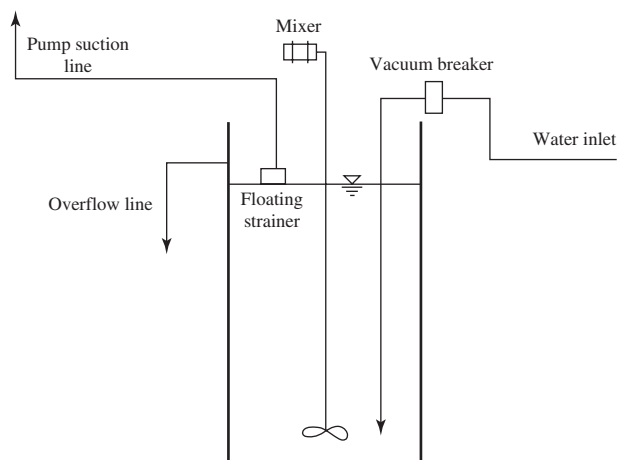 Mixer
Pump suction
line
Vacuum breaker
Water inlet
Overflow line
Floating
strainer